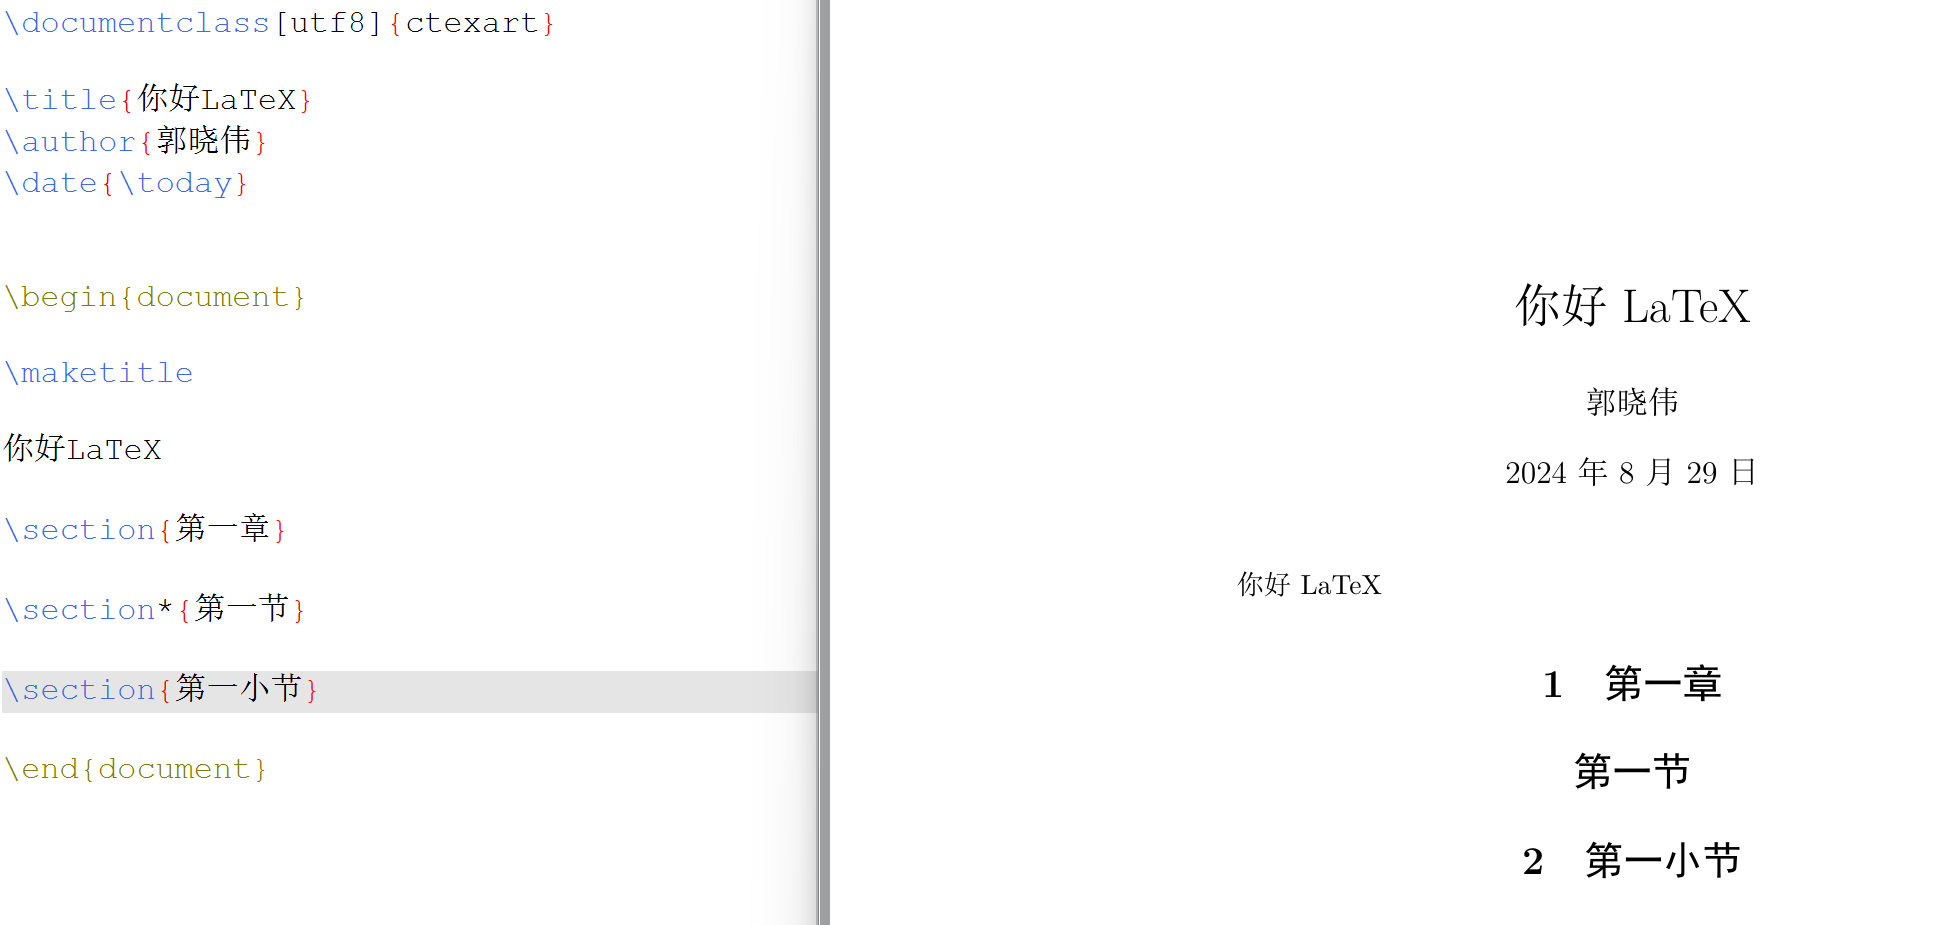 \documentclass[utf8]{ctexart}
\title{你好LaTeX}
\author{郭晓伟}
\date{\today}
\begin{document}
\maketitle
你好LaTeX
\section{第一章}
\section*{第一节}
\section{第一小节}
\end{document}
你好 LaTeX
郭晓伟
2024 年 8 月 29 日
你好 LaTeX
1 第一章
第一节
2 第一小节